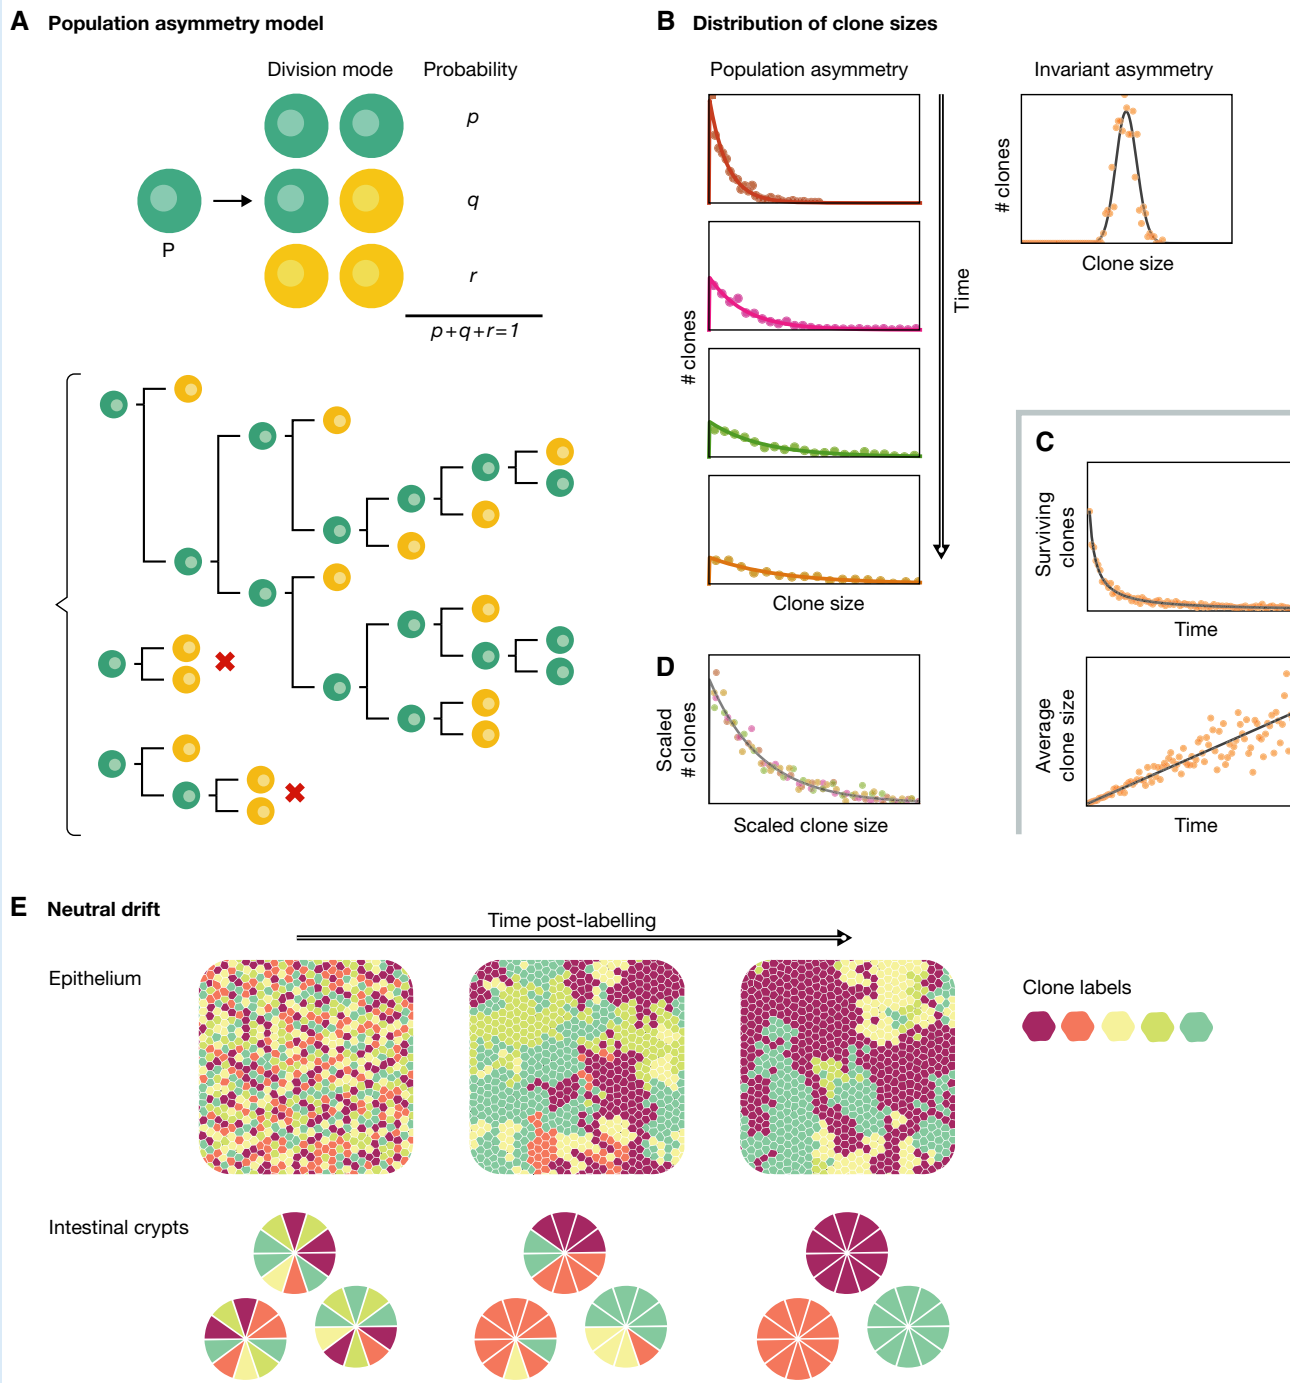 A Population asymmetry model
Division mode Probability
p
q
P
r
p+q+r=1
B Distribution of clone sizes
Population asymmetry
Invariant asymmetry
# clones
Time
Clone size
# clones
Clone size
C
Surviving
clones
Time
Average
clone size
Time
D
Scaled
# clones
Scaled clone size
E Neutral drift
Time post-labelling
Epithelium
Clone labels
Intestinal crypts